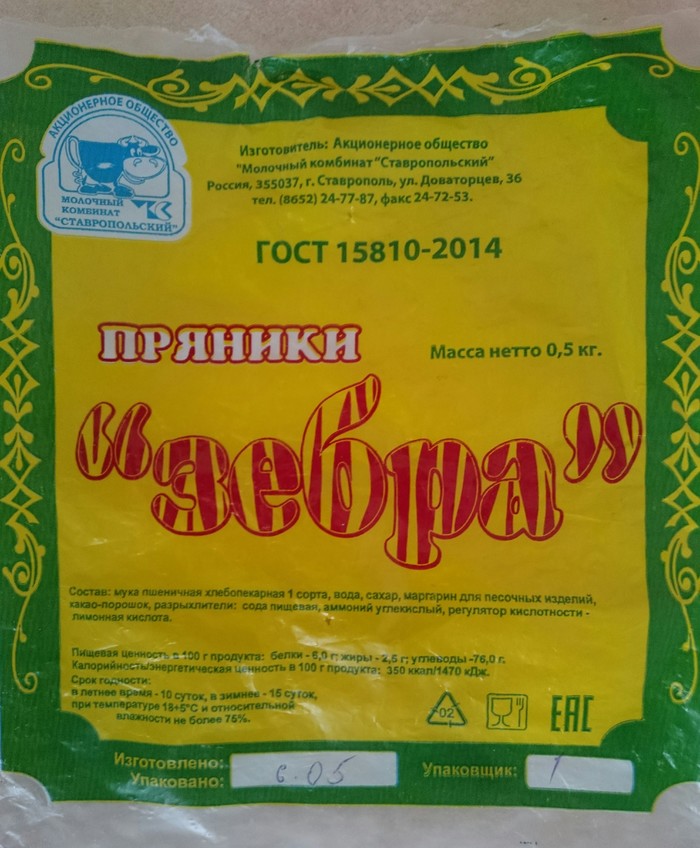 АКЦИОНЕРНОЕ ОБЩЕСТВО
МОЛОЧНЫЙ
КОМБИНАТ
"СТАВРОПОЛЬСКИЙ"
Изготовитель: Акционерное общество
"Молочный комбинат "Ставропольский"
Россия, 355037, г. Ставрополь, ул. Доваторцев, 36
тел. (8652) 24-77-87, факс 24-72-53.
ГОСТ 15810-2014
ПРЯНИКИ
Масса нетто 0,5 кг.
“зебра”
Состав: мука пшеничная хлебопекарная 1 сорта, вода, сахар, маргарин для песочных изделий,
какао-порошок, разрыхлители: сода пищевая, аммоний углекислый, регулятор кислотности -
лимонная кислота.
Пищевая ценность в 100 г продукта: белки - 6,0 г; жиры - 2,5 г; углеводы -76,0 г.
Калорийность/энергетическая ценность в 100 г продукта: 350 ккал/1470 кДж.
Срок годности:
в летнее время - 10 суток, в зимнее - 15 суток,
при температуре 18±5°С и относительной
влажности не более 75%.
02
ЕАС
Изготовлено:
Упаковано:
6.05
Упаковщик:
1